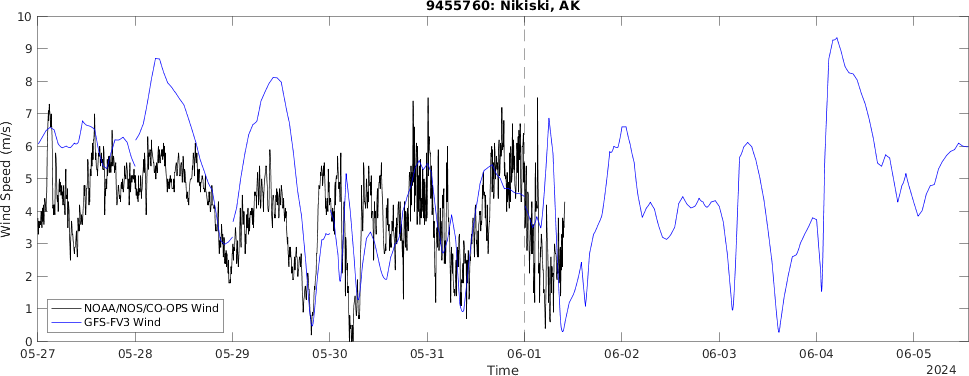 9455760: Nikiski, AK
Wind Speed (m/s)
10
9
8
7
6
5
4
3
2
1
0
NOAA/NOS/CO-OPS Wind
GFS-FV3 Wind
05-27 05-28 05-29 05-30 05-31 06-01 06-02 06-03 06-04 06-05
Time
2024